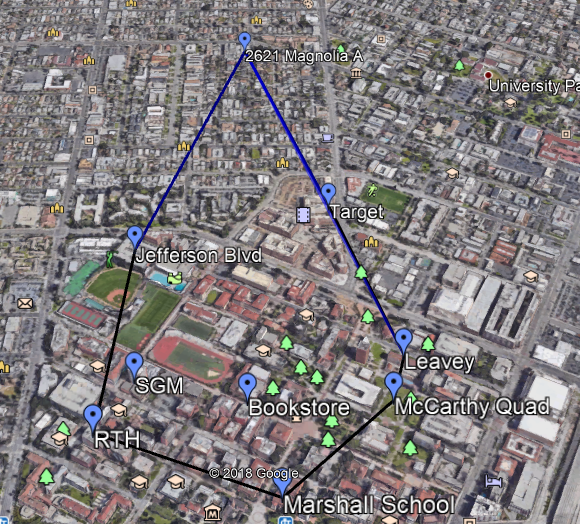 2621 Magnolia A
University Pa
Target
Jefferson Blvd
Leavey
SGM
Bookstore
McCarthy Quad
RTH
© 2018 Google
Marshall School